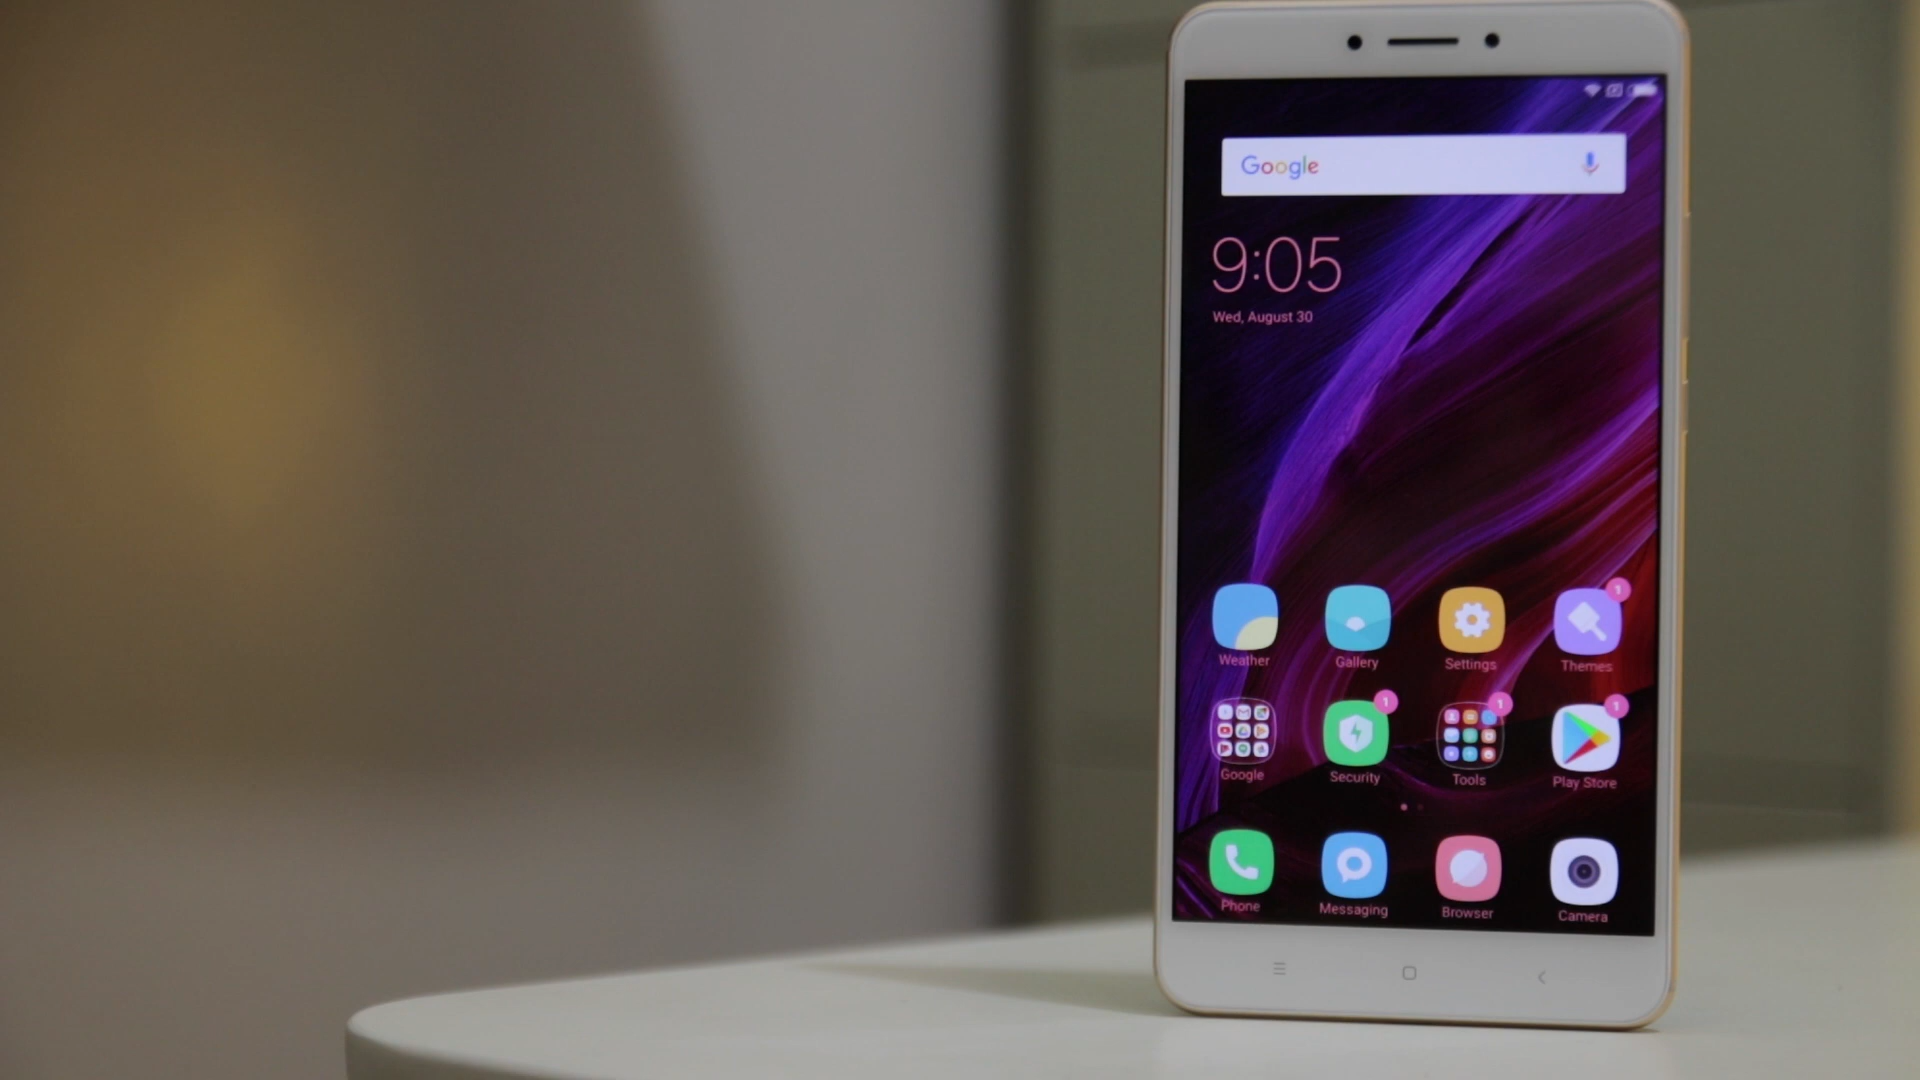 Google
9:05
Wed, August 30
1
Weather Gallery Settings Themes
1 1 1
Google Security Tools Play Store
Phone Messaging Browser Camera